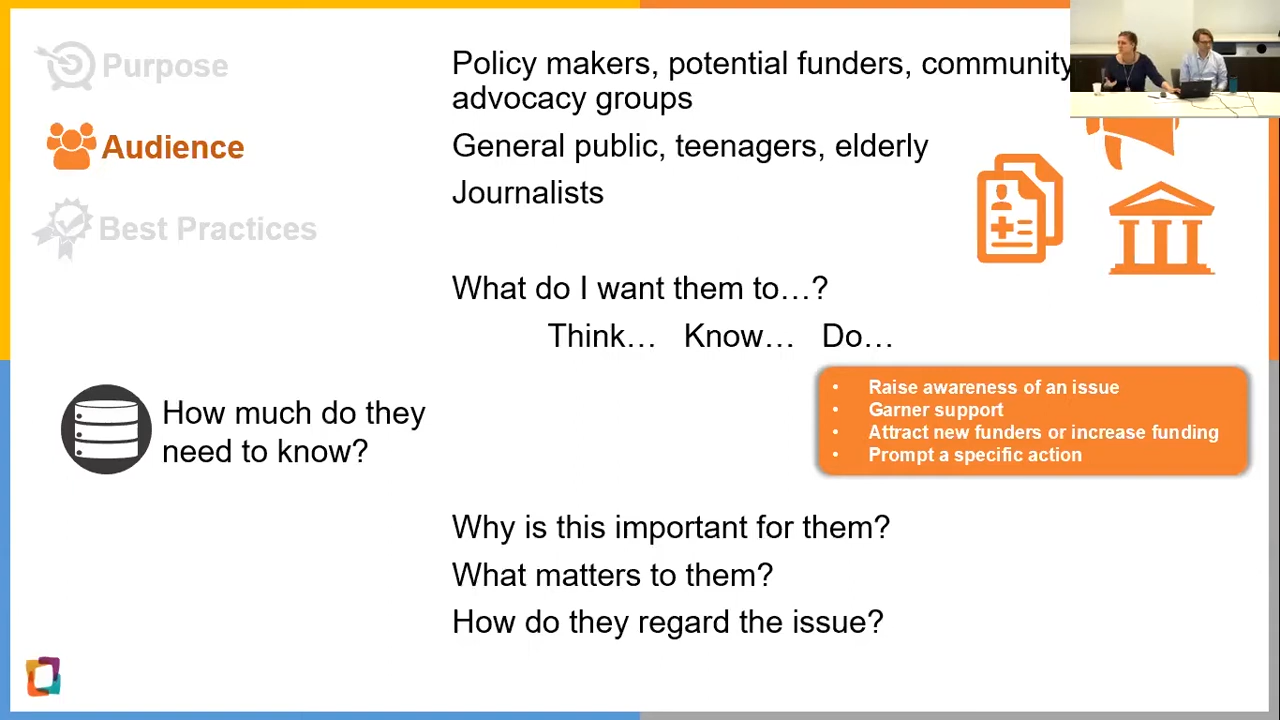 Purpose
Audience
Best Practices
Policy makers, potential funders, community
advocacy groups
General public, teenagers, elderly
Journalists
What do I want them to…?
Think… Know… Do…
• Raise awareness of an issue
• Garner support
• Attract new funders or increase funding
• Prompt a specific action
How much do they
need to know?
Why is this important for them?
What matters to them?
How do they regard the issue?